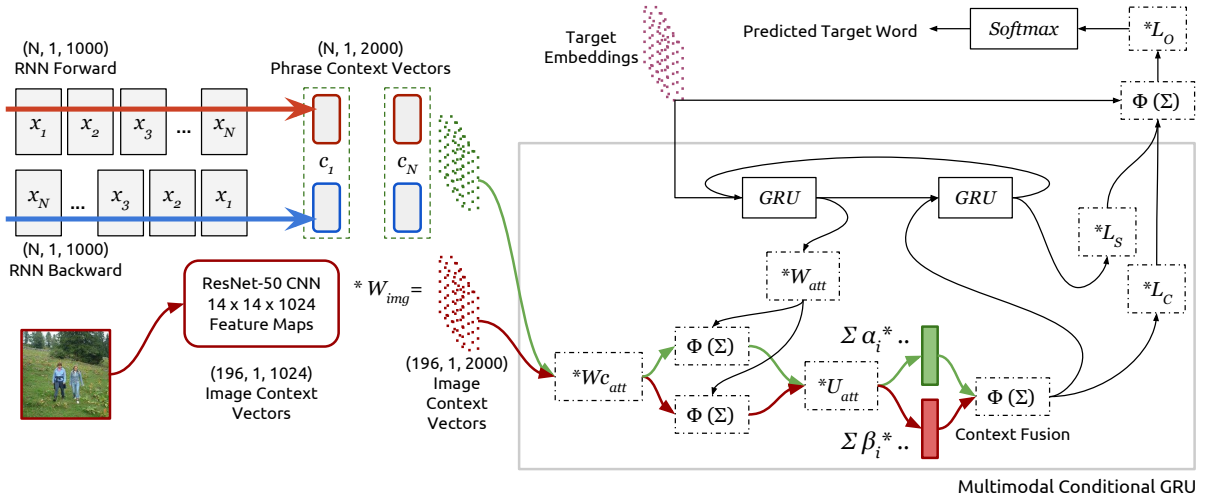 (N, 1, 1000)
RNN Forward
x1 x2 x3 ... xN
xN ... x3 x2 x1
(N, 1, 1000)
RNN Backward
(N, 1, 2000)
Phrase Context Vectors
c1 cN
ResNet-50 CNN
14 x 14 x 1024
Feature Maps
* Wimg=
(196, 1, 1024)
Image Context
Vectors
(196, 1, 2000)
Image
Context
Vectors
Target
Embeddings
Predicted Target Word
Softmax
*LO
Φ (Σ)
GRU
GRU
*LS
*LC
*Watt
*Wcatt
Φ (Σ)
Φ (Σ)
*Uatt
Σ αi* ..
Σ βi* ..
Φ (Σ)
Context Fusion
Multimodal Conditional GRU